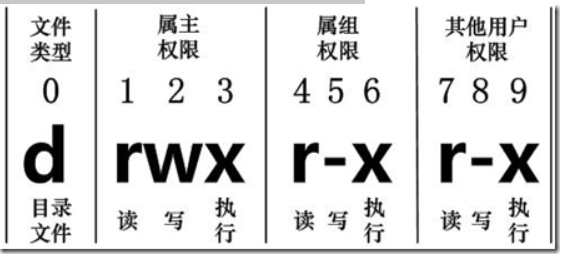 文件 属主 属组 其他用户
类型 权限 权限 权限
0 1 2 3 4 5 6 7 8 9
d rwx r-x r-x
目录 读 写 执 读 写 执 读 写 执
文件 行 行 行